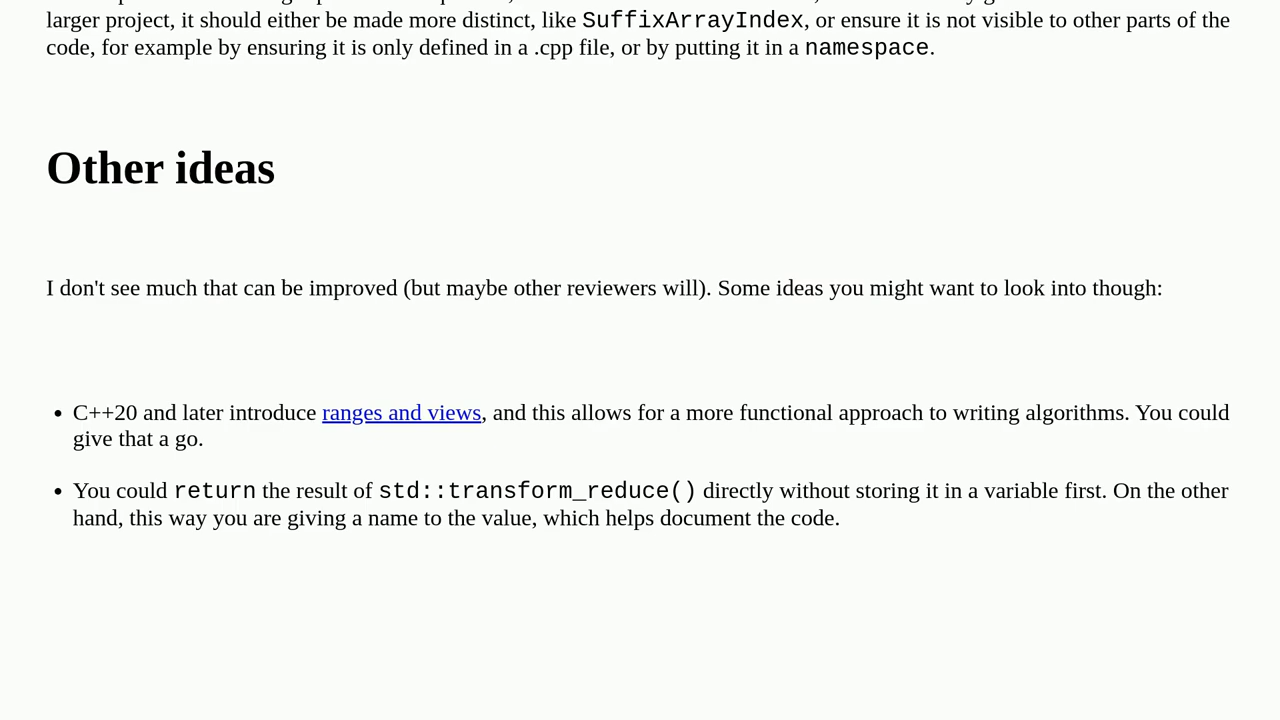 larger project, it should either be made more distinct, like SuffixArrayIndex, or ensure it is not visible to other parts of the
code, for example by ensuring it is only defined in a .cpp file, or by putting it in a namespace.
Other ideas
I don't see much that can be improved (but maybe other reviewers will). Some ideas you might want to look into though:
• C++20 and later introduce ranges and views, and this allows for a more functional approach to writing algorithms. You could
give that a go.
• You could return the result of std::transform_reduce() directly without storing it in a variable first. On the other
hand, this way you are giving a name to the value, which helps document the code.